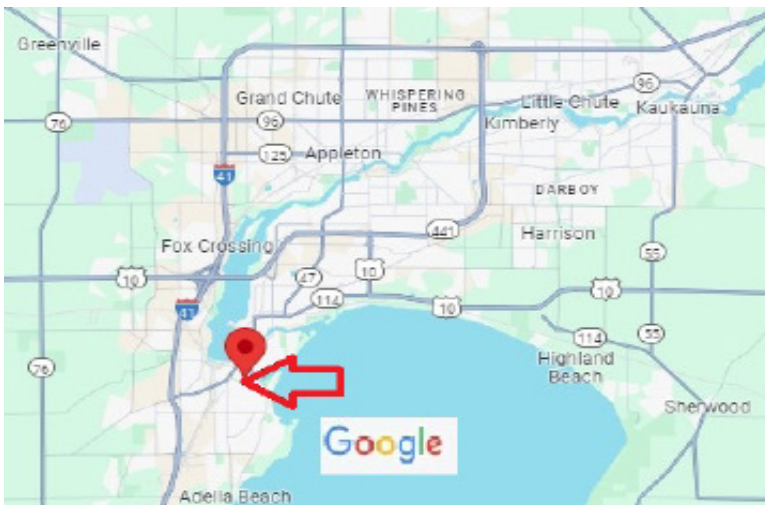 Greenville
96
WHISPERING
PINES
Grand Chute
Little Chute
Kaukauna
76
96
Kimberly
125
Appleton
41
DARBOY
441
Harrison
Fox Crossing
55
10
47
10
10
114
10
41
114
55
76
Highland
Beach
Sherwood
Google
Adella Beach